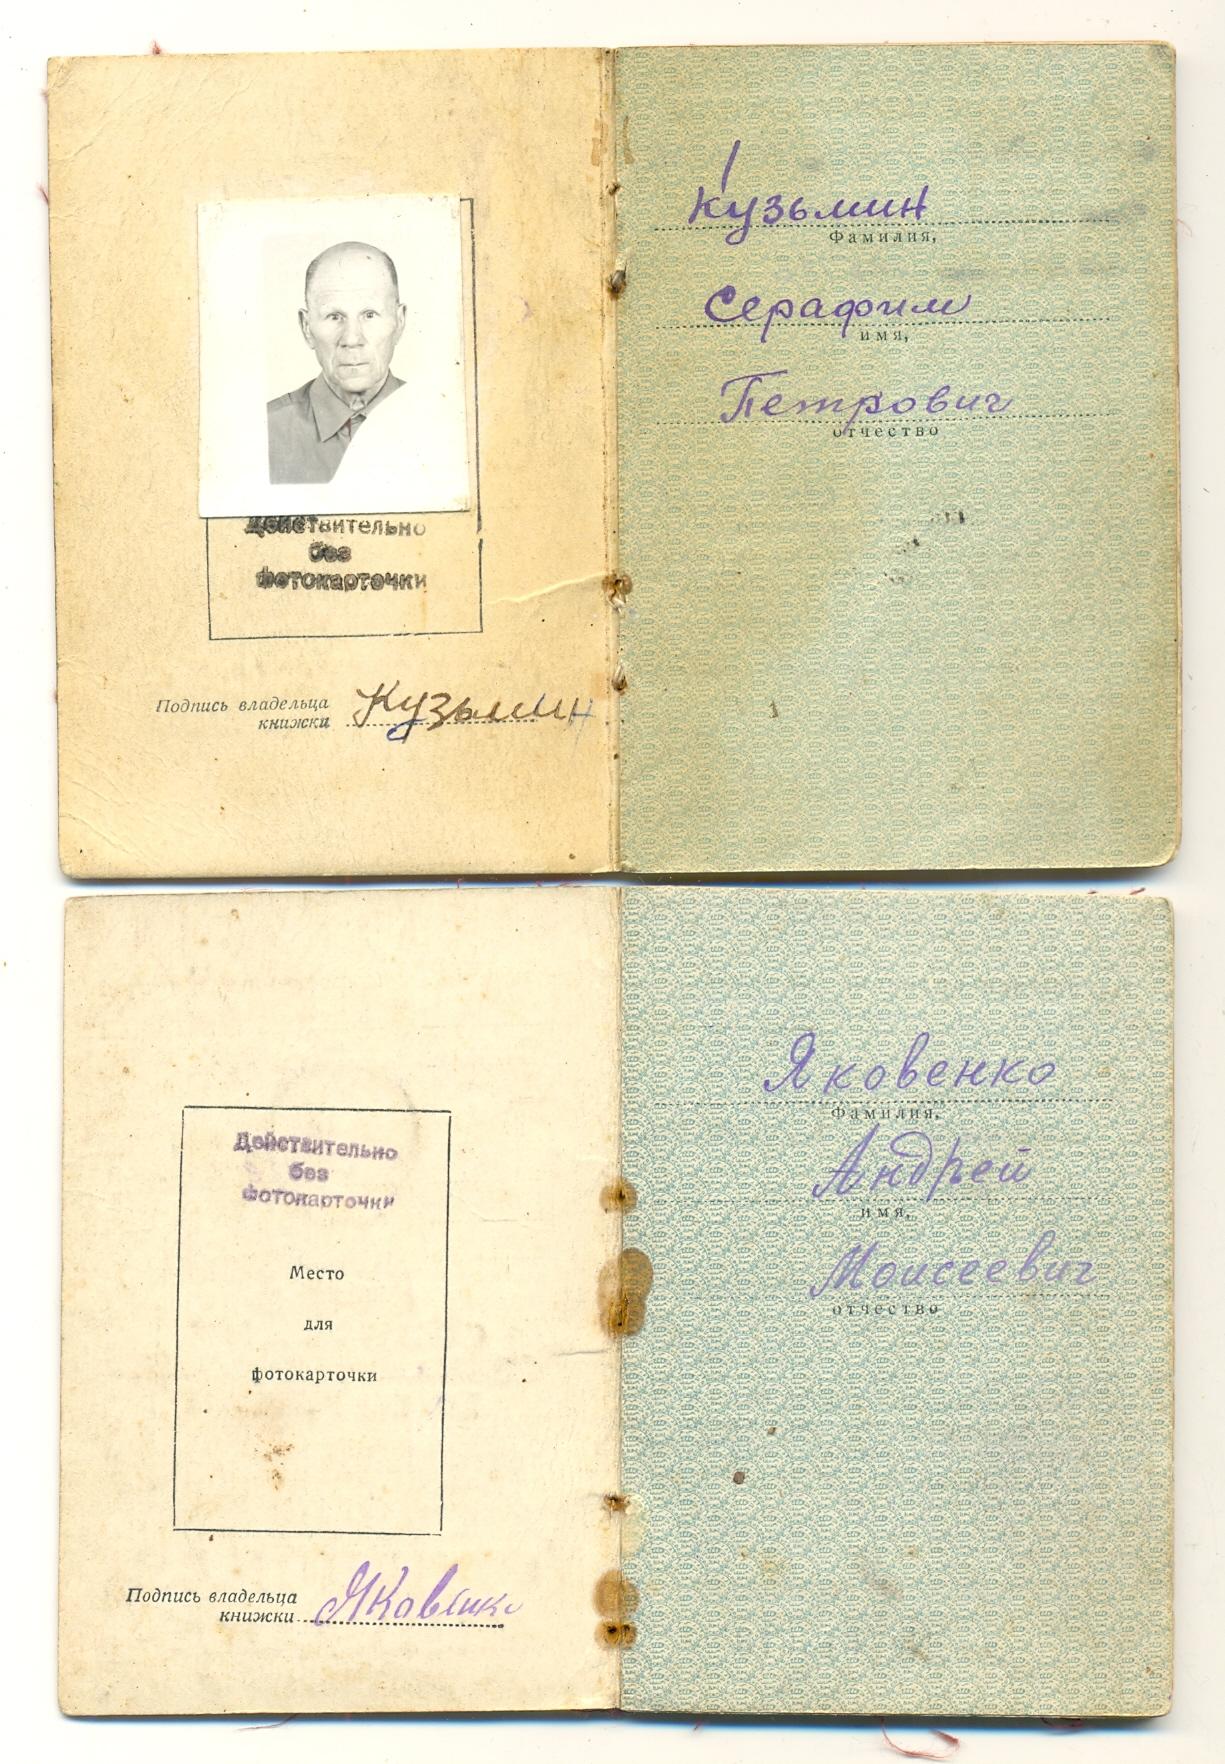 Действительно
без
фотокарточки
Подпись владельца
книжки Кузьмин
Кузьмин
Фамилия,
Серафим
имя,
Петрович
отчество
Действительно
без
фотокарточки
Место
для
фотокарточки
Подпись владельца
книжки Яковенко
Яковенко
Фамилия,
Андрей
имя,
Моисеевич
отчество